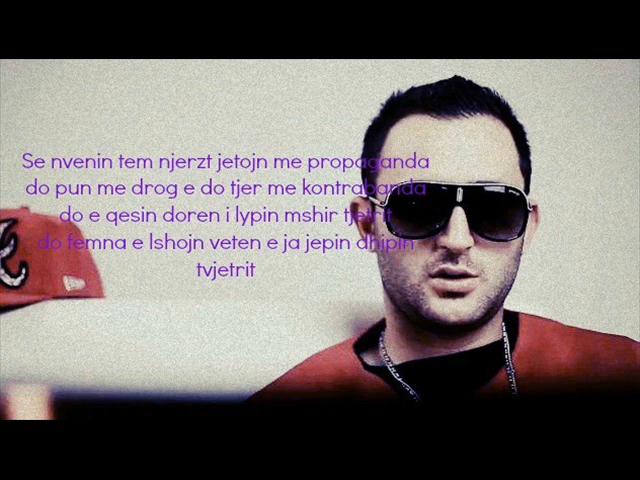 Se nvenin tem njerzt jetojn me propaganda
do pun me drog e do tjer me kontrabanda
do e qesin doren i lypin mshir tjetrit
do femna e lshojn veten e ja jepin dhjpin
tvjetrit